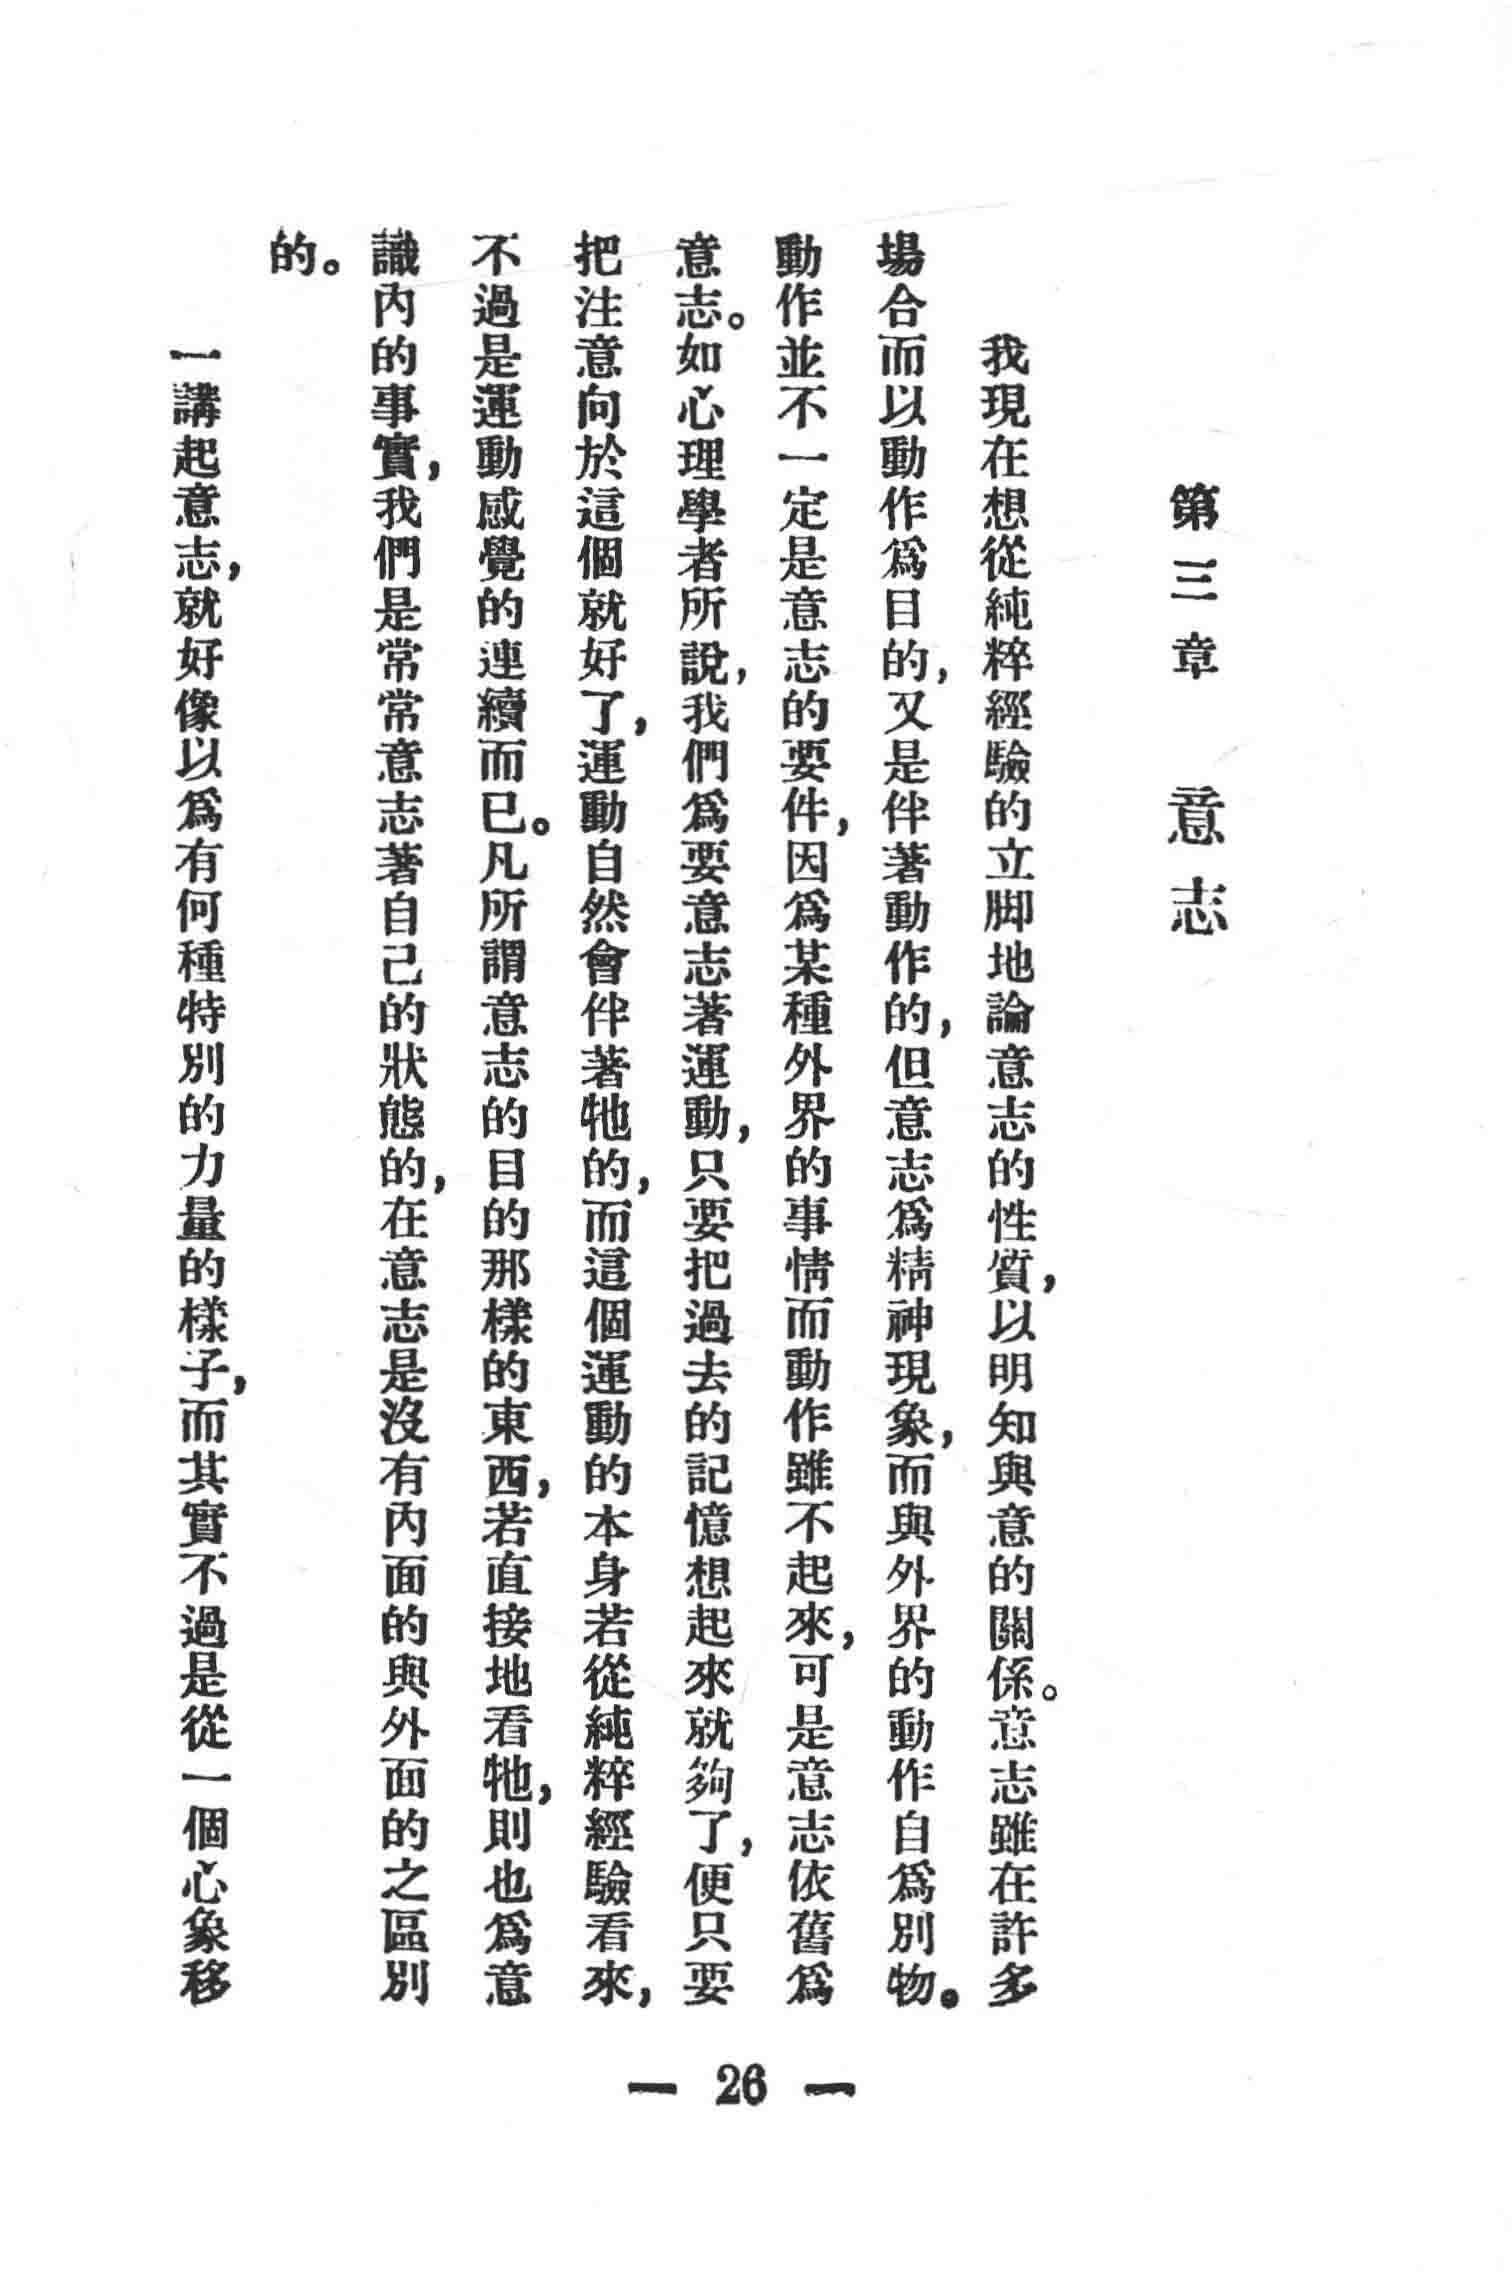 第三章　意志
我現在想從純粹經驗的立脚地論意志的性質，以明知與意的關係。意志雖在許多
場合而以動作爲目的，又是伴著動作的，但意志爲精神現象，而與外界的動作自爲別物。
動作並不一定是意志的要件，因爲某種外界的事情而動作雖不起來，可是意志依舊爲
意志。如心理學者所說，我們爲要意志著運動，只要把過去的記憶想起來就夠了，便只要
把注意向於這個就好了，運動自然會伴著牠的，而這個運動的本身若從純粹經驗看來，
不過是運動感覺的連續而已。凡所謂意志的目的那樣的東西，若直接地看牠，則也爲意
識內的事實，我們是常常意志著自己的狀態的，在意志是沒有內面的與外面的之區別
的。
一講起意志，就好像以爲有何種特別的力量的樣子，而其實不過是從一個心象移
— 26 —